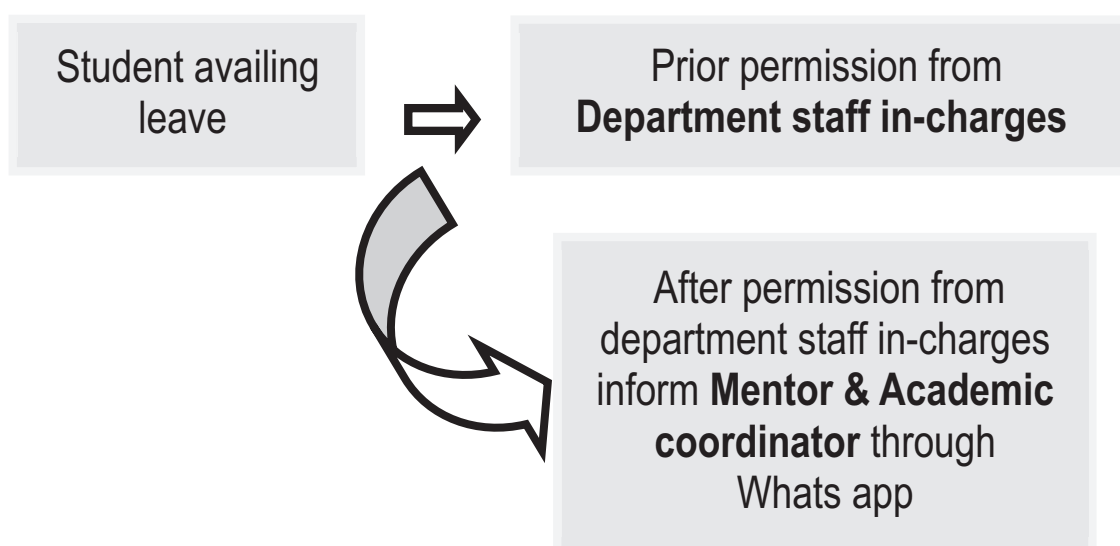 Student availing
leave
Prior permission from
Department staff in-charges
After permission from
department staff in-charges
inform Mentor & Academic
coordinator through
Whats app